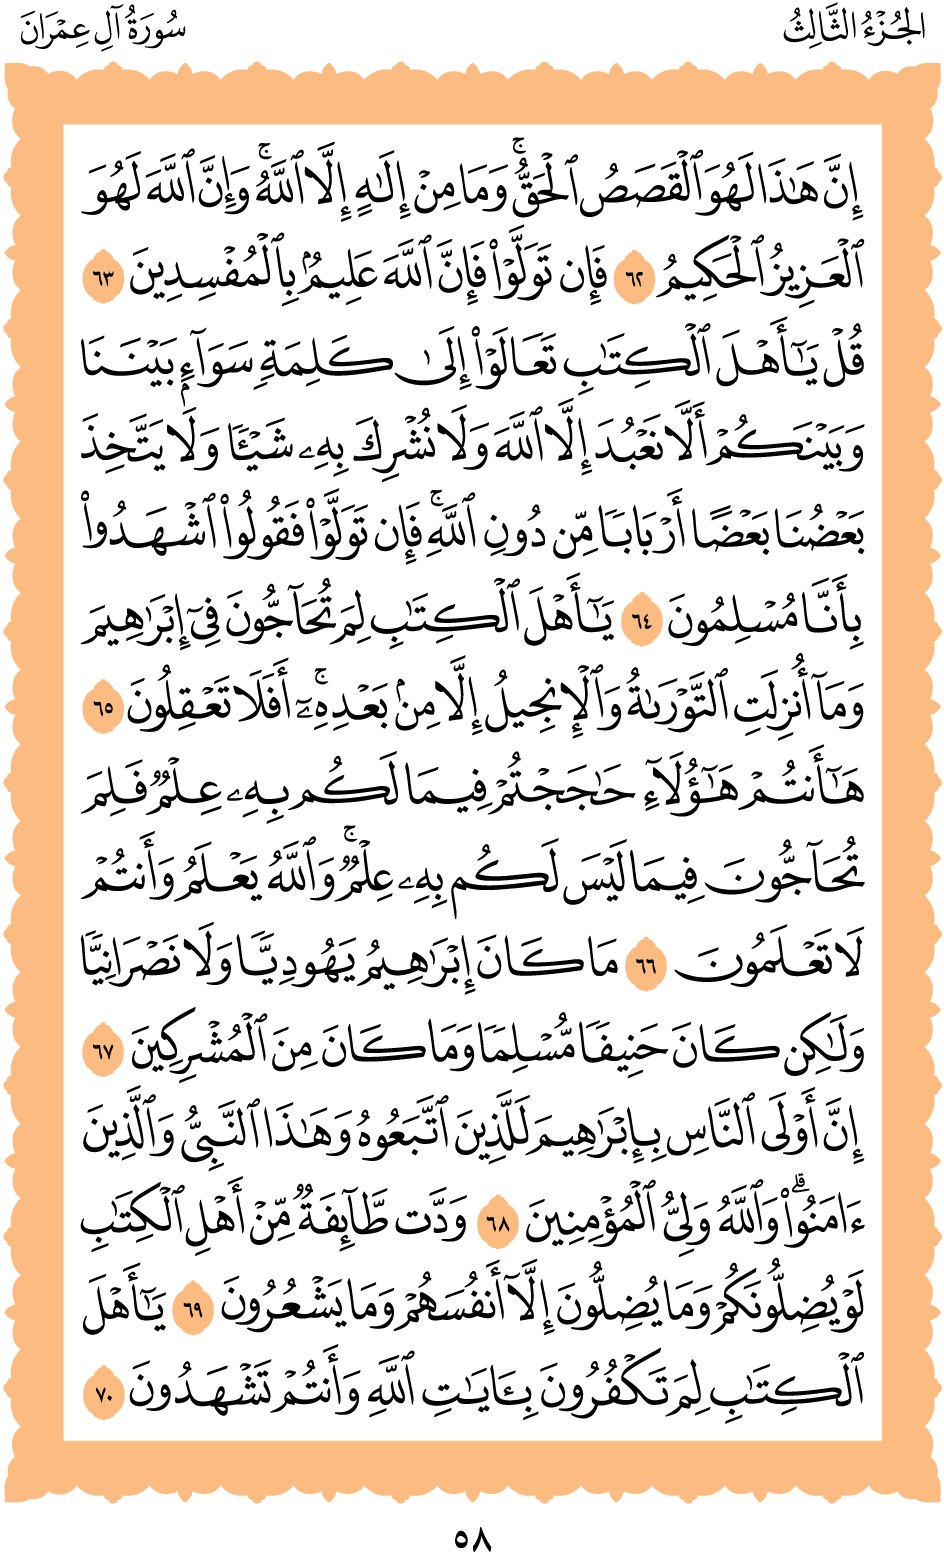 الجُزْءُ الثَّالِثُ
سُورَةُ آلِ عِمْرَانَ
إِنَّ هَٰذَا لَهُوَ ٱلْقَصَصُ ٱلْحَقُّۚ وَمَا مِنْ إِلَٰهٍ إِلَّا ٱللَّهُۚ وَإِنَّ ٱللَّهَ لَهُوَ
ٱلْعَزِيزُ ٱلْحَكِيمُ ٦٢ فَإِن تَوَلَّوْا۟ فَإِنَّ ٱللَّهَ عَلِيمٌۢ بِٱلْمُفْسِدِينَ ٦٣
قُلْ يَٰٓأَهْلَ ٱلْكِتَٰبِ تَعَالَوْا۟ إِلَىٰ كَلِمَةٍ سَوَآءٍۭ بَيْنَنَا
وَبَيْنَكُمْ أَلَّا نَعْبُدَ إِلَّا ٱللَّهَ وَلَا نُشْرِكَ بِهِۦ شَيْـًٔا وَلَا يَتَّخِذَ
بَعْضُنَا بَعْضًا أَرْبَابًا مِّن دُونِ ٱللَّهِۚ فَإِن تَوَلَّوْا۟ فَقُولُوا۟ ٱشْهَدُوا۟
بِأَنَّا مُسْلِمُونَ ٦٤ يَٰٓأَهْلَ ٱلْكِتَٰبِ لِمَ تُحَآجُّونَ فِىٓ إِبْرَٰهِيمَ
وَمَآ أُنزِلَتِ ٱلتَّوْرَىٰةُ وَٱلْإِنجِيلُ إِلَّا مِنۢ بَعْدِهِۦٓۚ أَفَلَا تَعْقِلُونَ ٦٥
هَٰٓأَنتُمْ هَٰٓؤُلَآءِ حَٰجَجْتُمْ فِيمَا لَكُم بِهِۦ عِلْمٌ فَلِمَ
تُحَآجُّونَ فِيمَا لَيْسَ لَكُم بِهِۦ عِلْمٌۚ وَٱللَّهُ يَعْلَمُ وَأَنتُمْ
لَا تَعْلَمُونَ ٦٦ مَا كَانَ إِبْرَٰهِيمُ يَهُودِيًّا وَلَا نَصْرَانِيًّا
وَلَٰكِن كَانَ حَنِيفًا مُّسْلِمًا وَمَا كَانَ مِنَ ٱلْمُشْرِكِينَ ٦٧
إِنَّ أَوْلَى ٱلنَّاسِ بِإِبْرَٰهِيمَ لَلَّذِينَ ٱتَّبَعُوهُ وَهَٰذَا ٱلنَّبِىُّ وَٱلَّذِينَ
ءَامَنُوا۟ۗ وَٱللَّهُ وَلِىُّ ٱلْمُؤْمِنِينَ ٦٨ وَدَّت طَّآئِفَةٌ مِّنْ أَهْلِ ٱلْكِتَٰبِ
لَوْ يُضِلُّونَكُمْ وَمَا يُضِلُّونَ إِلَّآ أَنفُسَهُمْ وَمَا يَشْعُرُونَ ٦٩ يَٰٓأَهْلَ
ٱلْكِتَٰبِ لِمَ تَكْفُرُونَ بِـَٔايَٰتِ ٱللَّهِ وَأَنتُمْ تَشْهَدُونَ ٧٠
٥٨